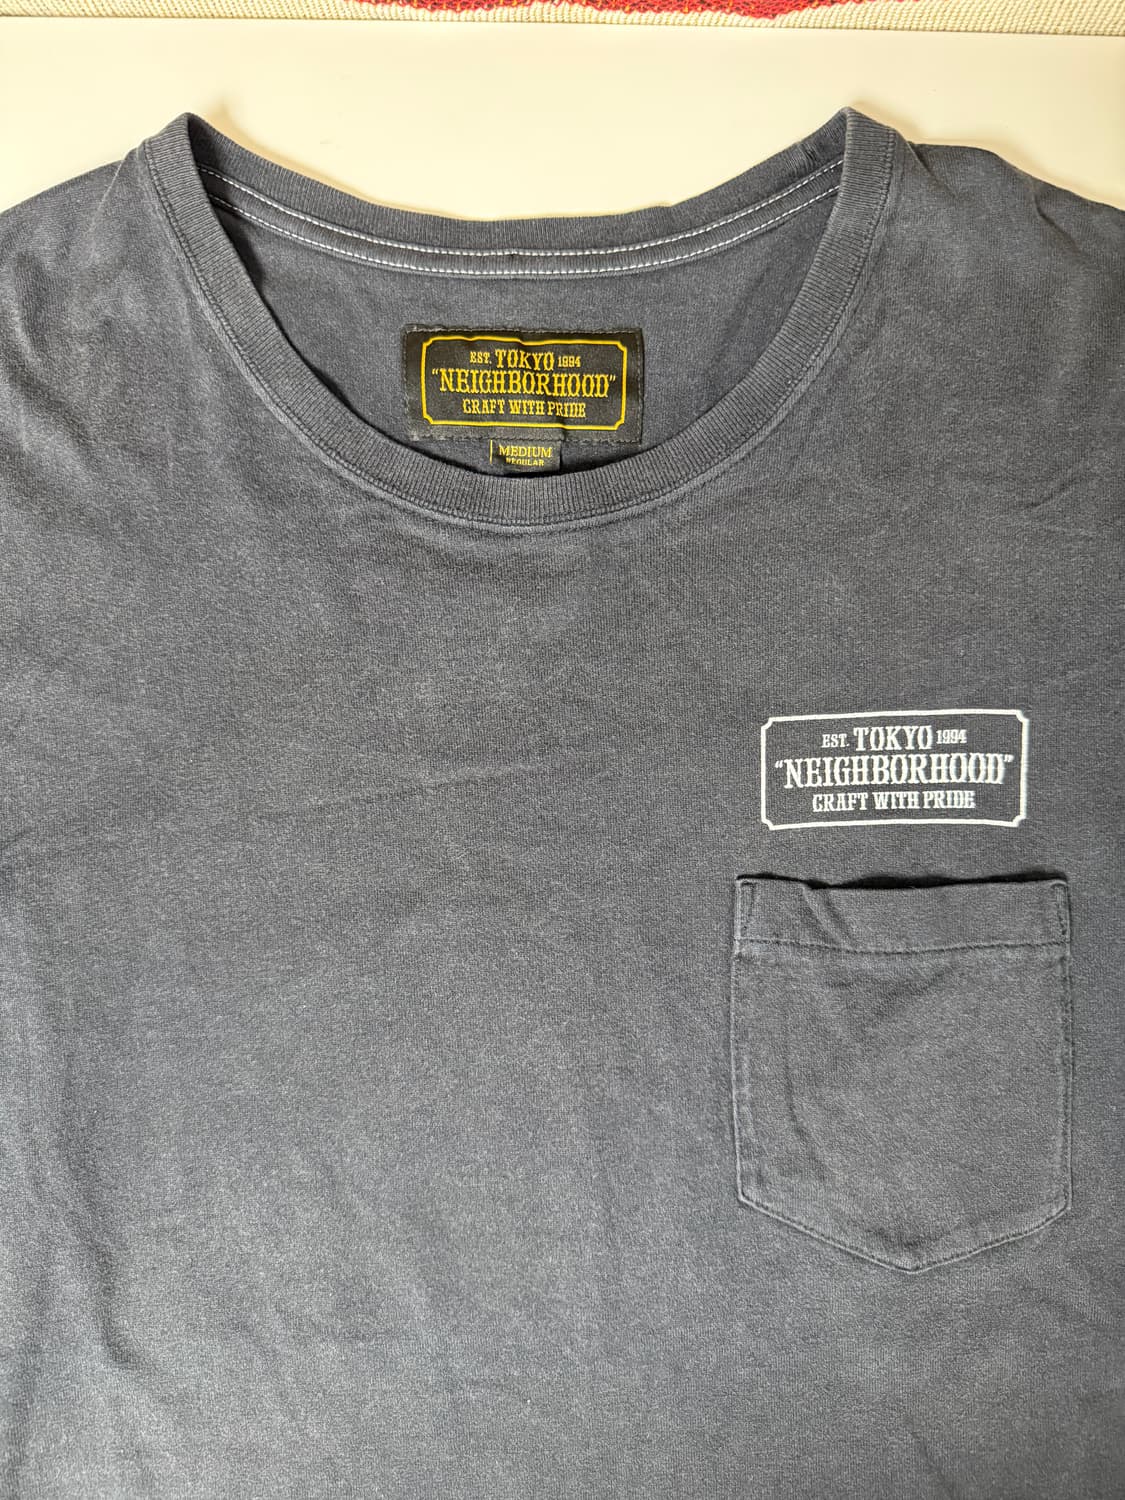 EST. TOKYO 1994
“NEIGHBORHOOD”
CRAFT WITH PRIDE
MEDIUM
REGULAR
EST. TOKYO 1994
“NEIGHBORHOOD”
CRAFT WITH PRIDE